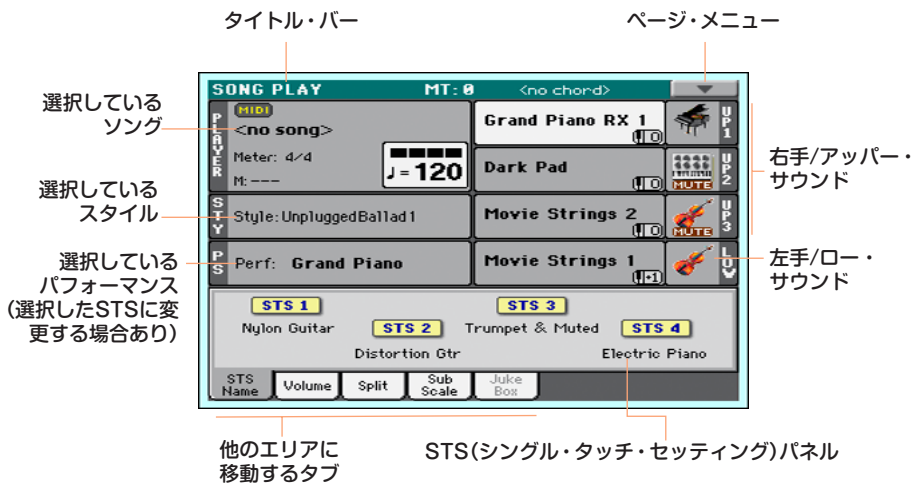 タイトル・バー
ページ・メニュー
選択している
ソング
選択している
スタイル
選択している
パフォーマンス
(選択したSTSに変
更する場合あり)
SONG PLAY MT: 0 <no chord>
PLAYER
MIDI
<no song>
Meter: 4/4
M: ---
♩=120
STY
Style: UnpluggedBallad1
PS
Perf: Grand Piano
Grand Piano RX 1
0
UP1
Dark Pad
0
MUTE
UP2
Movie Strings 2
0
MUTE
UP3
Movie Strings 1
+1
LOW
右手/アッパー・
サウンド
左手/ロー・
サウンド
STS 1
Nylon Guitar
STS 2
Distortion Gtr
STS 3
Trumpet & Muted
STS 4
Electric Piano
STS
Name
Volume
Split
Sub
Scale
Juke
Box
他のエリアに
移動するタブ
STS(シングル・タッチ・セッティング)パネル